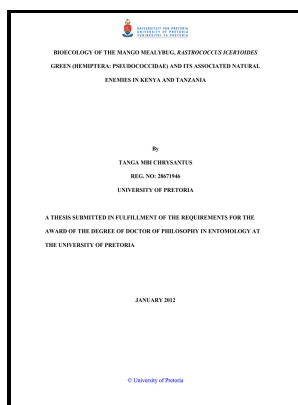 UNIVERSITEIT VAN PRETORIA
UNIVERSITY OF PRETORIA
YUNIBESITHI YA PRETORIA
BIOECOLOGY OF THE MANGO MEALYBUG, RASTROCOCCUS ICERYOIDES
GREEN (HEMIPTERA: PSEUDOCOCCIDAE) AND ITS ASSOCIATED NATURAL
ENEMIES IN KENYA AND TANZANIA
By
TANGA MBI CHRYSANTUS
REG. NO: 28671946
UNIVERSITY OF PRETORIA
A THESIS SUBMITTED IN FULFILLMENT OF THE REQUIREMENTS FOR THE
AWARD OF THE DEGREE OF DOCTOR OF PHILOSOPHY IN ENTOMOLOGY AT
THE UNIVERSITY OF PRETORIA
JANUARY 2012
© University of Pretoria